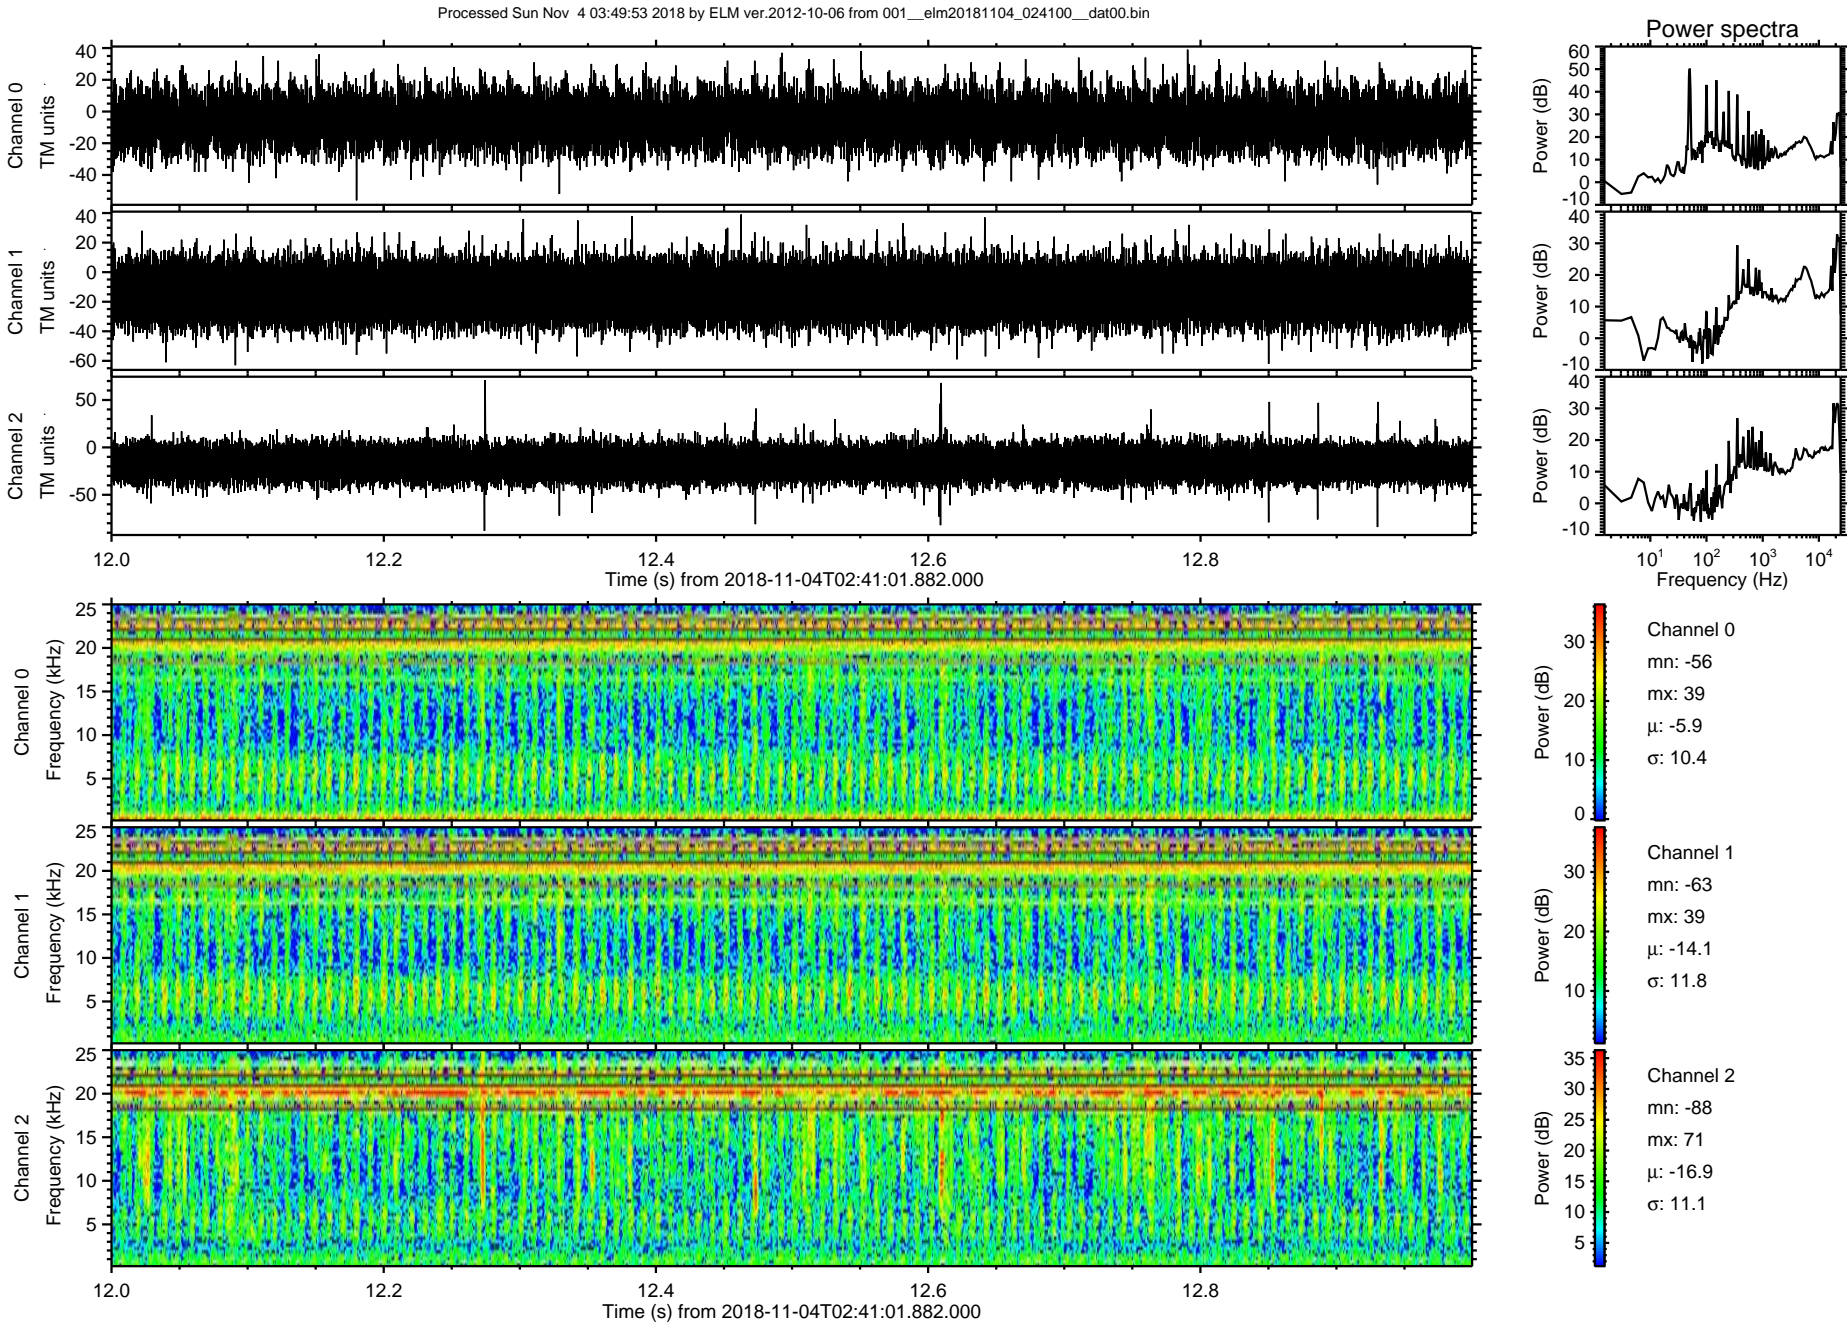 Processed Sun Nov  4 03:49:53 2018 by ELM ver.2012-10-06 from 001__elm20181104_024100__dat00.bin
Power spectra
Channel 0
TM units
40
20
0
-20
-40
Power (dB)
60
50
40
30
20
10
0
-10
Channel 1
TM units
40
20
0
-20
-40
-60
Power (dB)
40
30
20
10
0
-10
Channel 2
TM units
50
0
-50
Power (dB)
40
30
20
10
0
-10
12.0 12.2 12.4 12.6 12.8
Time (s) from 2018-11-04T02:41:01.882.000
10^1 10^2 10^3 10^4
Frequency (Hz)
Channel 0
Frequency (kHz)
25
20
15
10
5
Power (dB)
30
20
10
0
Channel 0
mn: -56
mx: 39
μ: -5.9
σ: 10.4
Channel 1
Frequency (kHz)
25
20
15
10
5
Power (dB)
30
20
10
Channel 1
mn: -63
mx: 39
μ: -14.1
σ: 11.8
Channel 2
Frequency (kHz)
25
20
15
10
5
Power (dB)
35
30
25
20
15
10
5
Channel 2
mn: -88
mx: 71
μ: -16.9
σ: 11.1
12.0 12.2 12.4 12.6 12.8
Time (s) from 2018-11-04T02:41:01.882.000